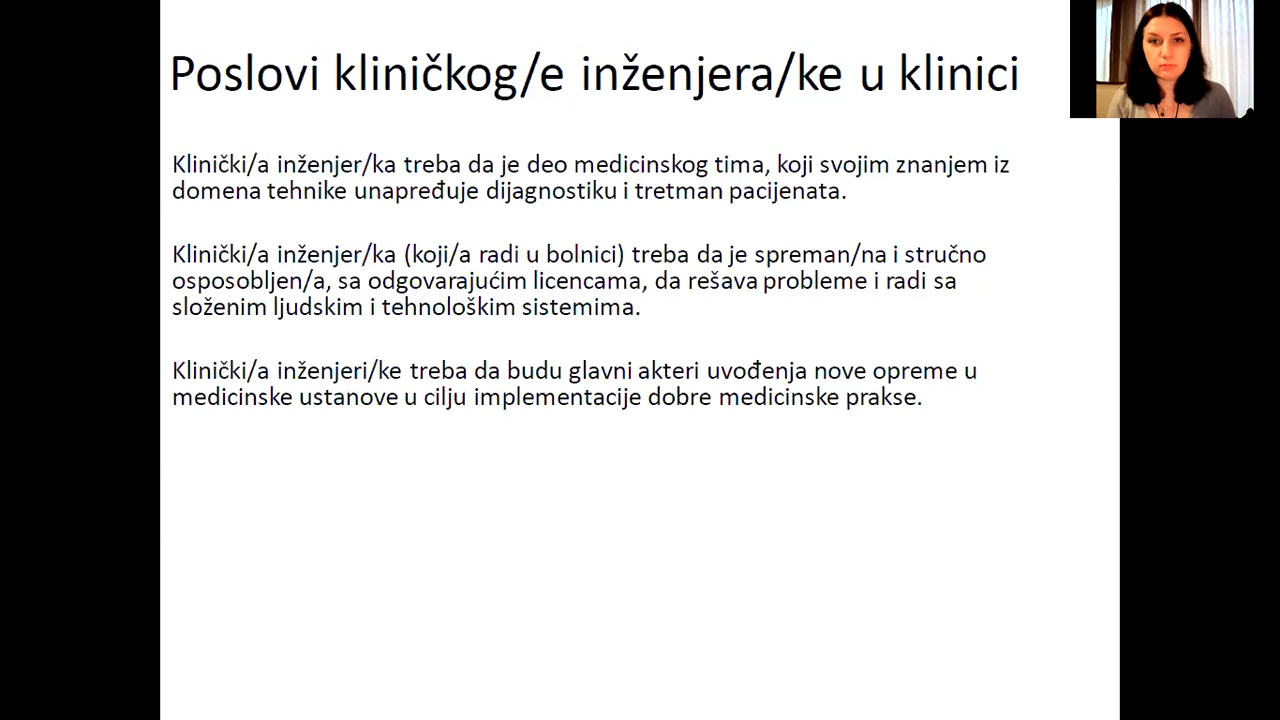 Poslovi kliničkog/e inženjera/ke u klinici
Klinički/a inženjer/ka treba da je deo medicinskog tima, koji svojim znanjem iz
domena tehnike unapređuje dijagnostiku i tretman pacijenata.
Klinički/a inženjer/ka (koji/a radi u bolnici) treba da je spreman/na i stručno
osposobljen/a, sa odgovarajućim licencama, da rešava probleme i radi sa
složenim ljudskim i tehnološkim sistemima.
Klinički/a inženjeri/ke treba da budu glavni akteri uvođenja nove opreme u
medicinske ustanove u cilju implementacije dobre medicinske prakse.